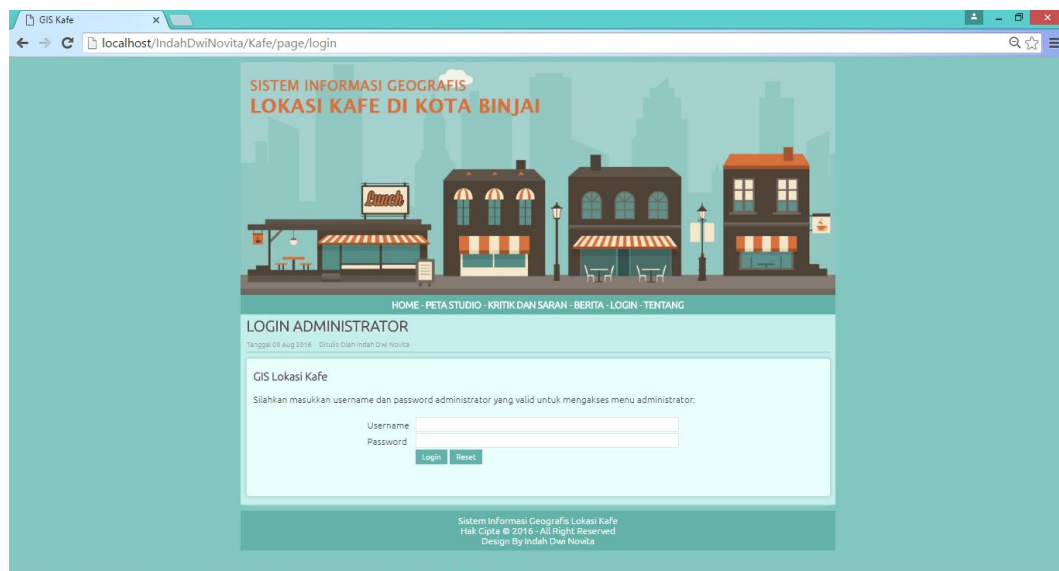 GIS Kafe
localhost/IndahDwiNovita/Kafe/page/login
SISTEM INFORMASI GEOGRAFIS
LOKASI KAFE DI KOTA BINJAI
Lunch
HOME - PETA STUDIO - KRITIK DAN SARAN - BERITA - LOGIN - TENTANG
LOGIN ADMINISTRATOR
Tanggal 08 Aug 2016 Ditulis Oleh Indah Dwi Novita
GIS Lokasi Kafe
Silahkan masukkan username dan password administrator yang valid untuk mengakses menu administrator:
Username
Password
Login Reset
Sistem Informasi Geografis Lokasi Kafe
Hak Cipta © 2016 - All Right Reserved
Design By Indah Dwi Novita